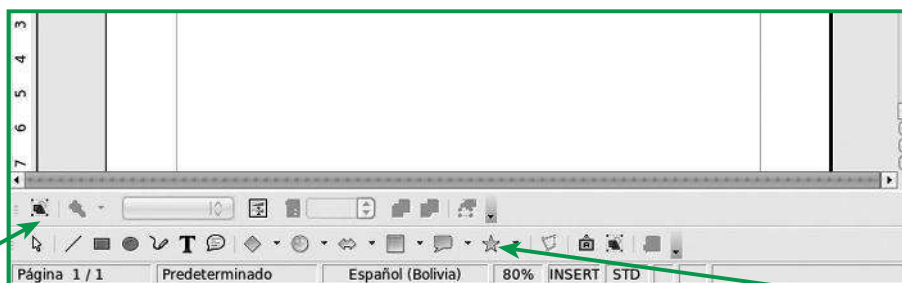 3
4
5
6
7
T
A
Página 1 / 1 Predeterminado Español (Bolivia) 80% INSERT STD